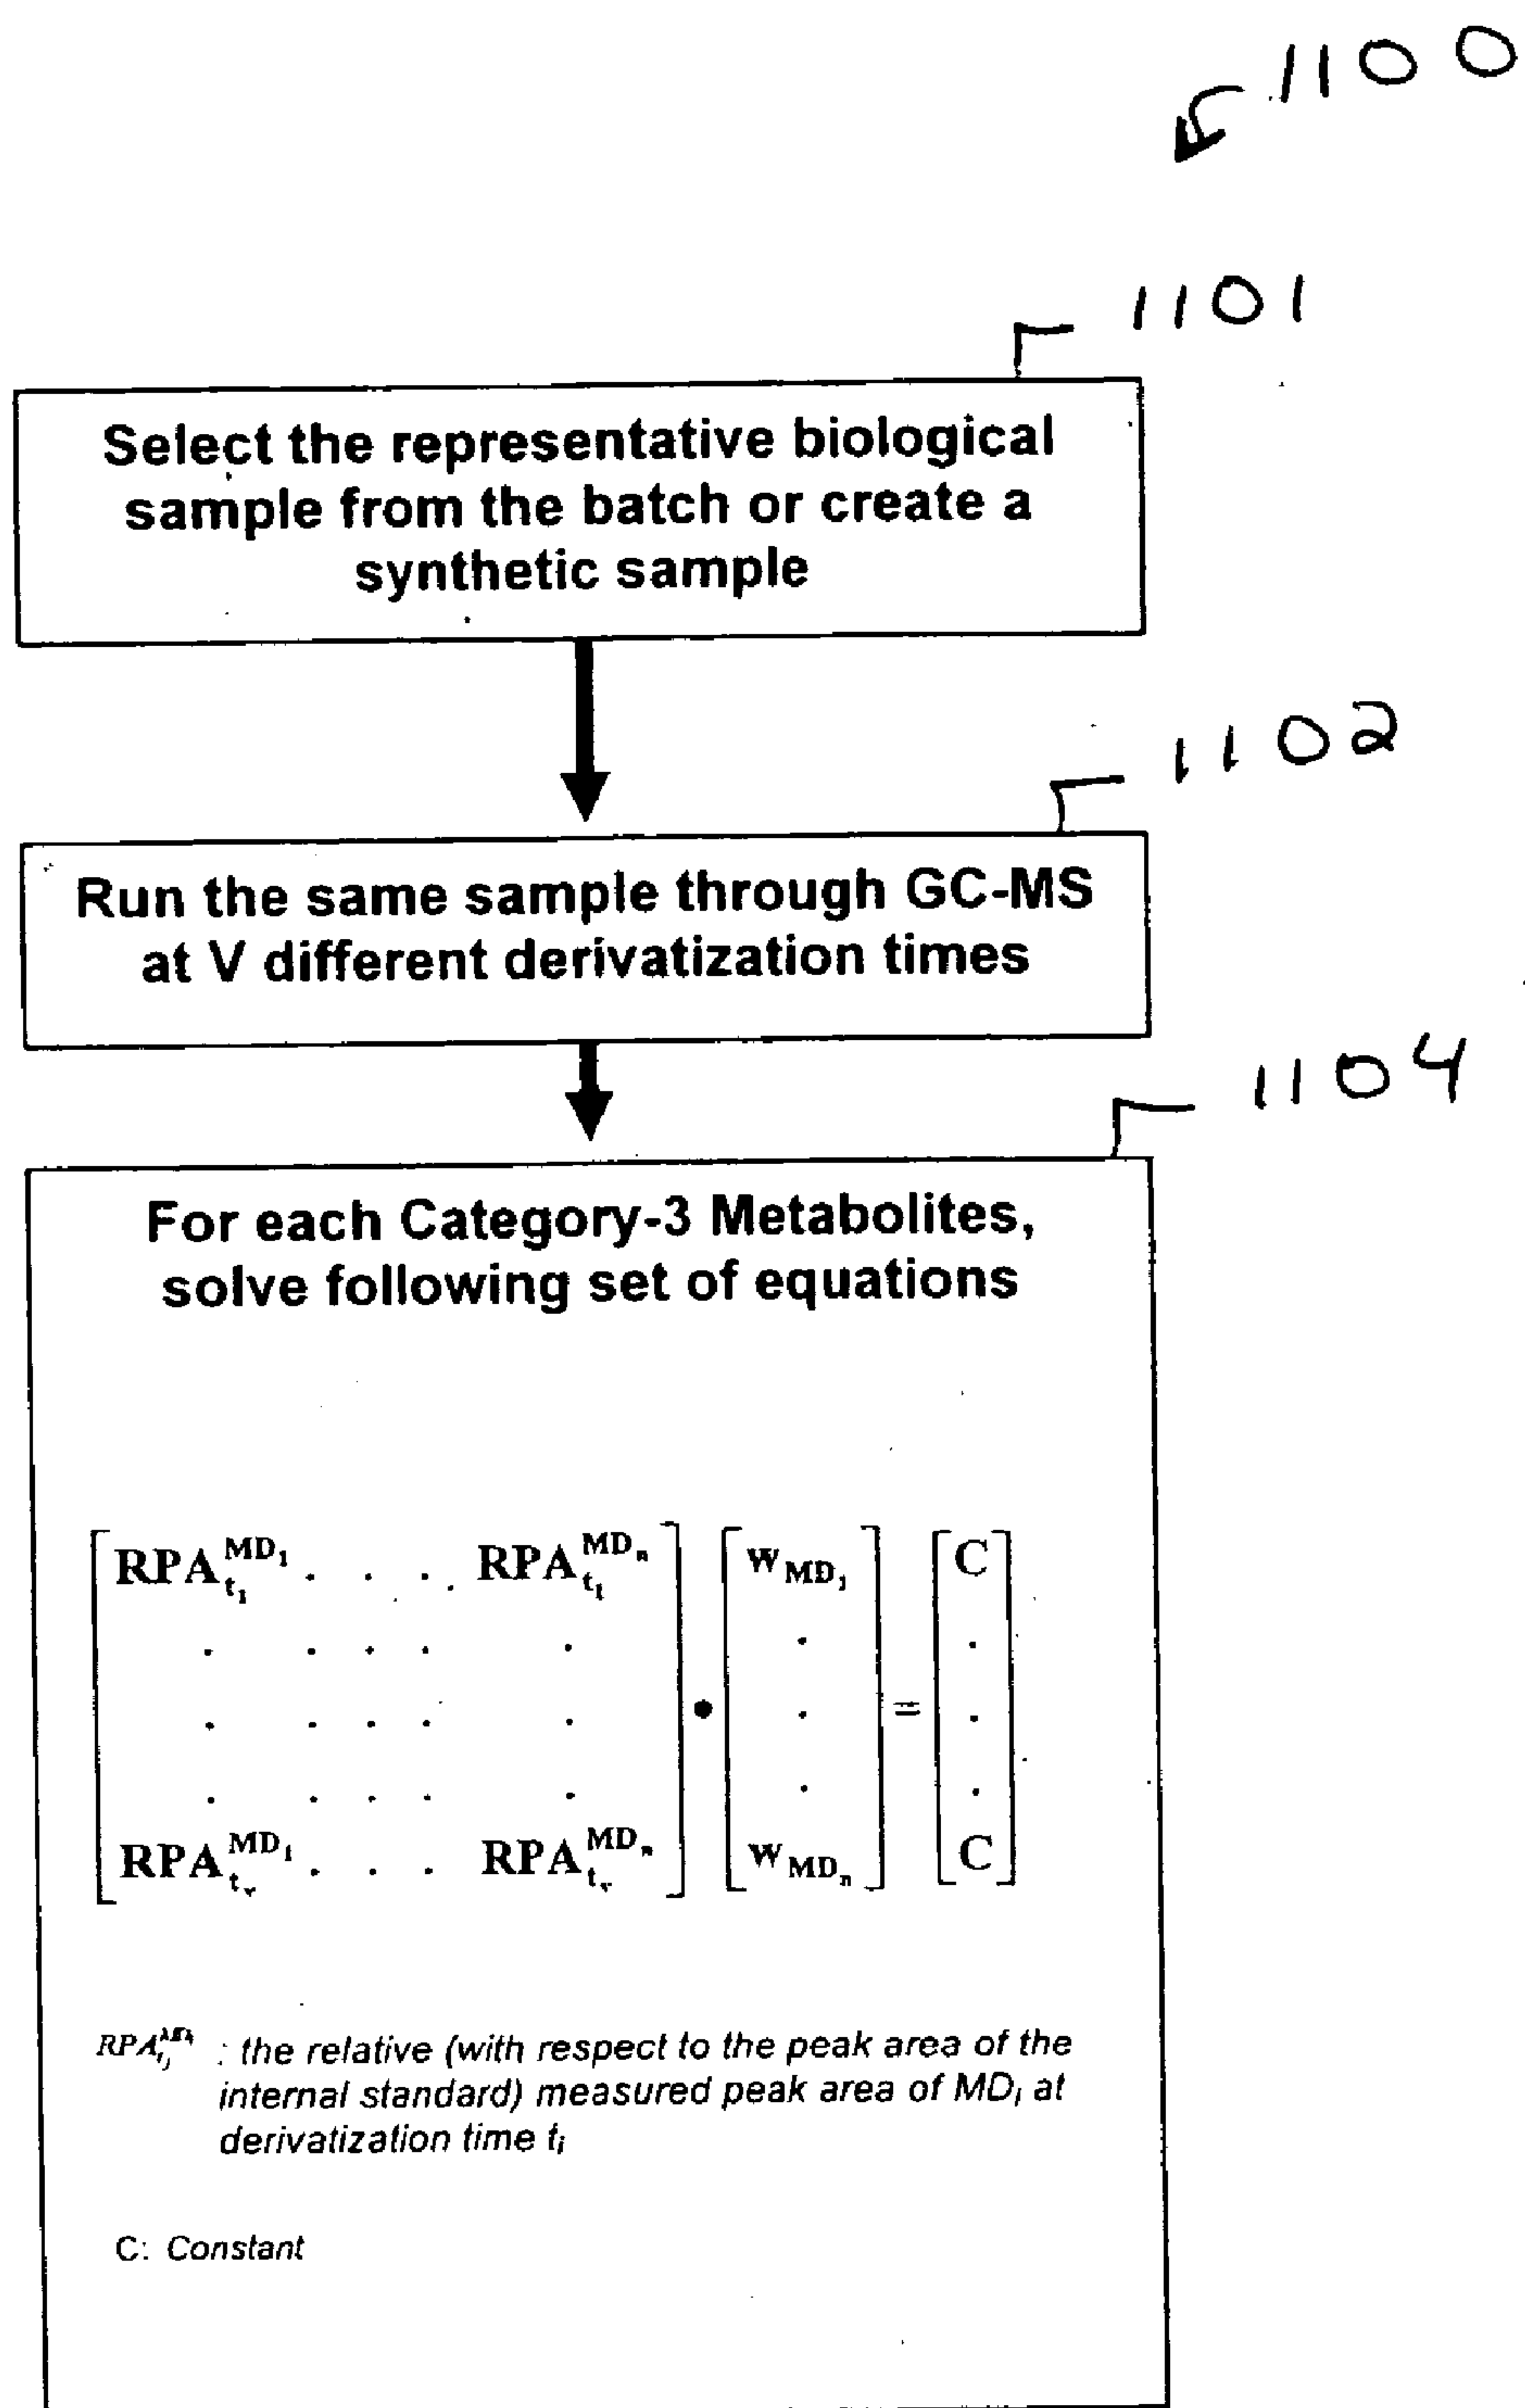 1100
1101
Select the representative biological
sample from the batch or create a
synthetic sample
1102
Run the same sample through GC-MS
at V different derivatization times
1104
For each Category-3 Metabolites,
solve following set of equations
RPA_{t_1}^{MD_1} . . . RPA_{t_1}^{MD_n} w_{MD_1} C
. . . . . . .
. . . . . • . = .
. . . . . . .
RPA_{t_v}^{MD_1} . . . RPA_{t_v}^{MD_n} w_{MD_n} C
RPA : the relative (with respect to the peak area of the
internal standard) measured peak area of MD_i at
derivatization time t_i
C: Constant